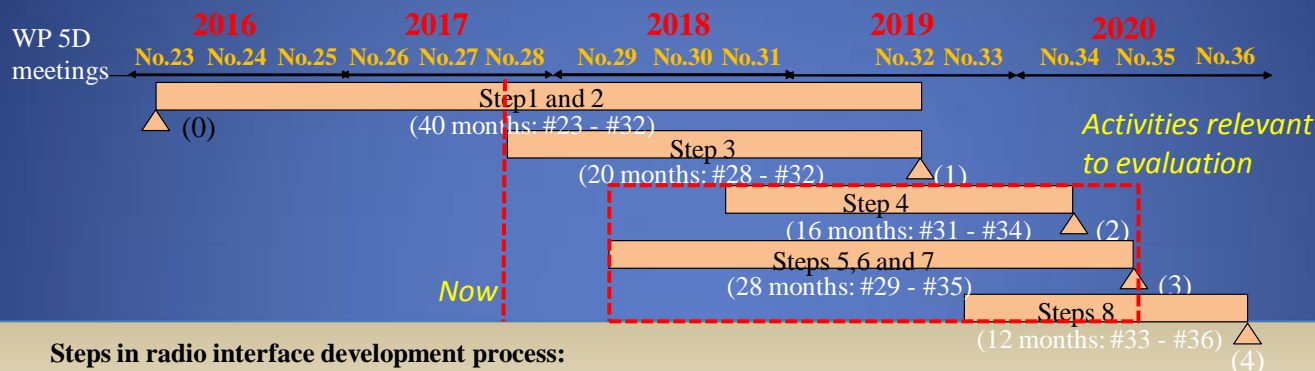 2016 2017 2018 2019 2020
WP 5D
meetings
No.23 No.24 No.25 No.26 No.27 No.28 No.29 No.30 No.31 No.32 No.33 No.34 No.35 No.36
Step1 and 2
(0)
(40 months: #23 - #32)
Activities relevant
to evaluation
Step 3
(20 months: #28 - #32)
(1)
Step 4
(16 months: #31 - #34)
(2)
Steps 5,6 and 7
Now
(28 months: #29 - #35)
(3)
Steps 8
(12 months: #33 - #36)
(4)
Steps in radio interface development process: